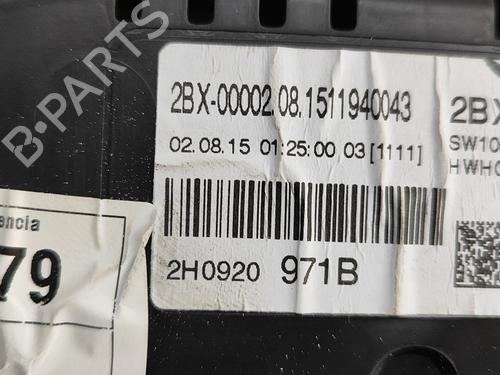 B-PARTS
2BX-00002.08.1511940043
02.08.15 01:25:00 03 [1111]
2H0920 971B
2BX
SW10
HWH0
encia
79